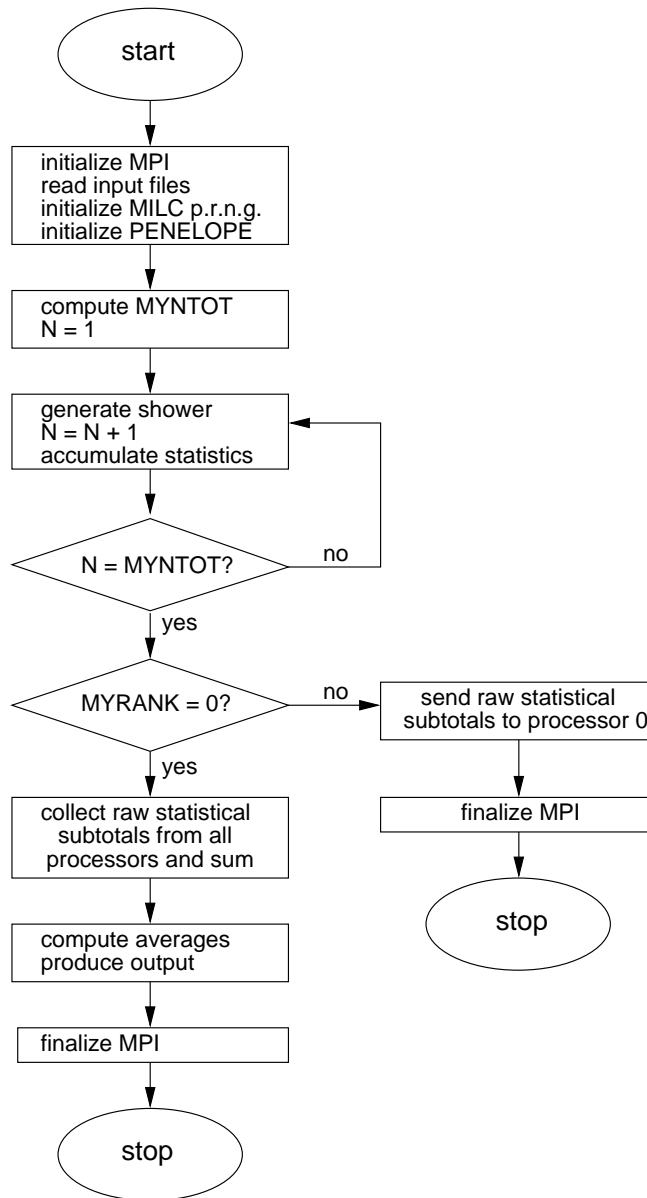 start
initialize MPI
read input files
initialize MILC p.r.n.g.
initialize PENELOPE
compute MYNTOT
N = 1
generate shower
N = N + 1
accumulate statistics
N = MYNTOT?
no
yes
MYRANK = 0?
no
yes
send raw statistical
subtotals to processor 0
finalize MPI
stop
collect raw statistical
subtotals from all
processors and sum
compute averages
produce output
finalize MPI
stop